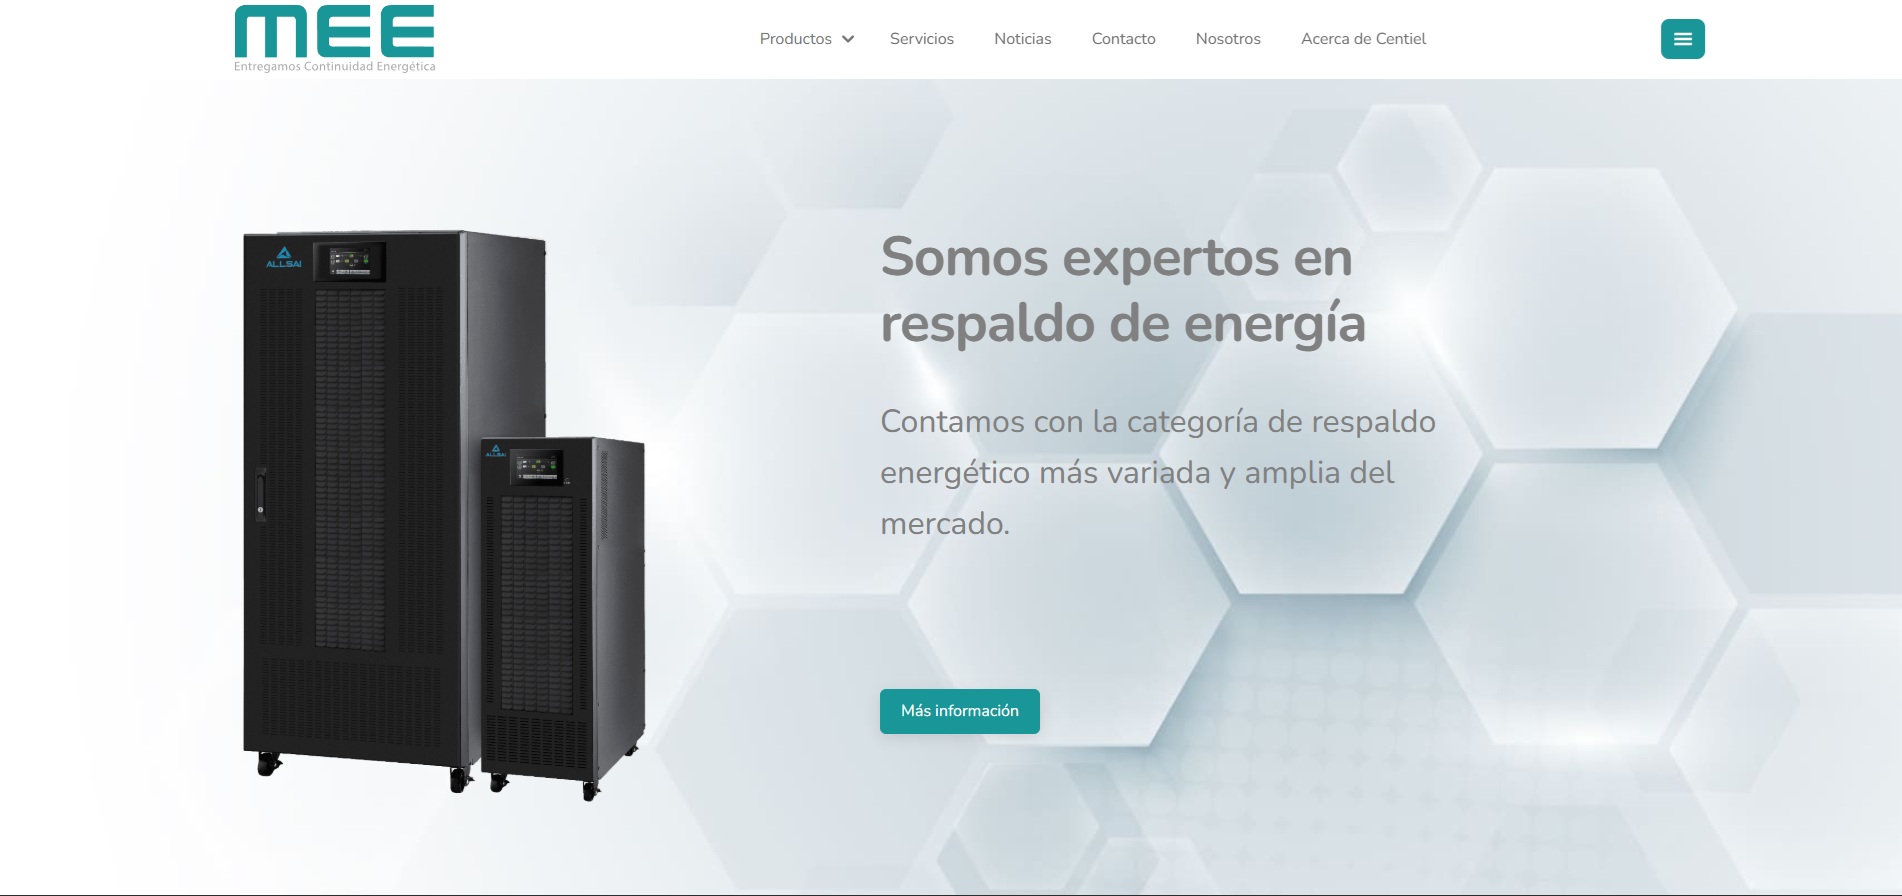 MEE
Entregamos Continuidad Energética
Productos
Servicios
Noticias
Contacto
Nosotros
Acerca de Centiel
ALLSAI
ALLSAI
Somos expertos en
respaldo de energía
Contamos con la categoría de respaldo
energético más variada y amplia del
mercado.
Más información